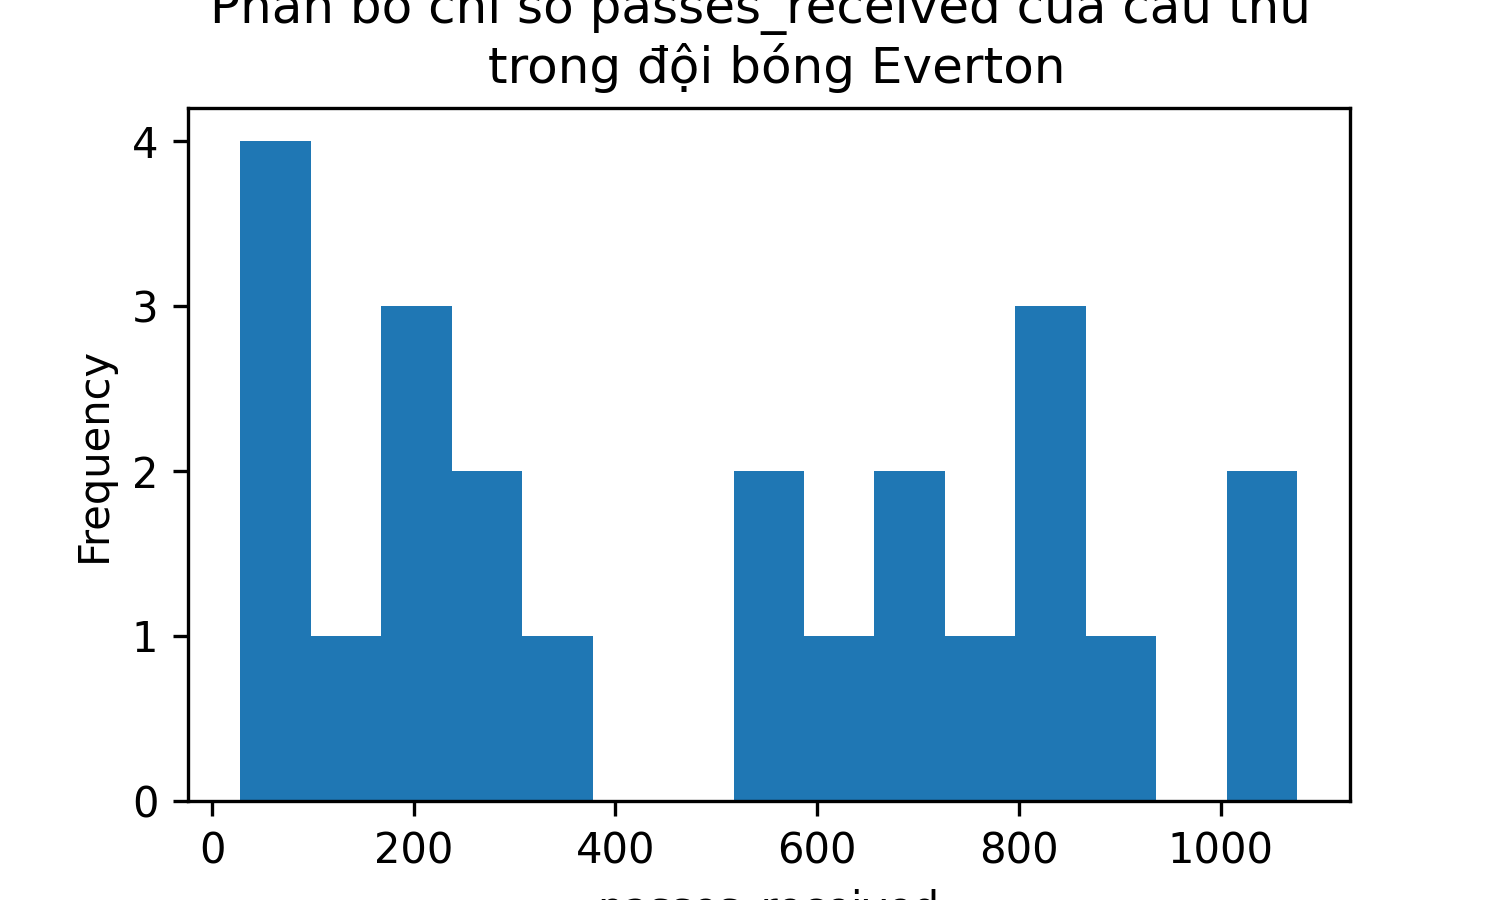 Phân bố chỉ số passes_received của cầu thủ
trong đội bóng Everton
4
3
2
1
0
Frequency
0 200 400 600 800 1000
passes_received